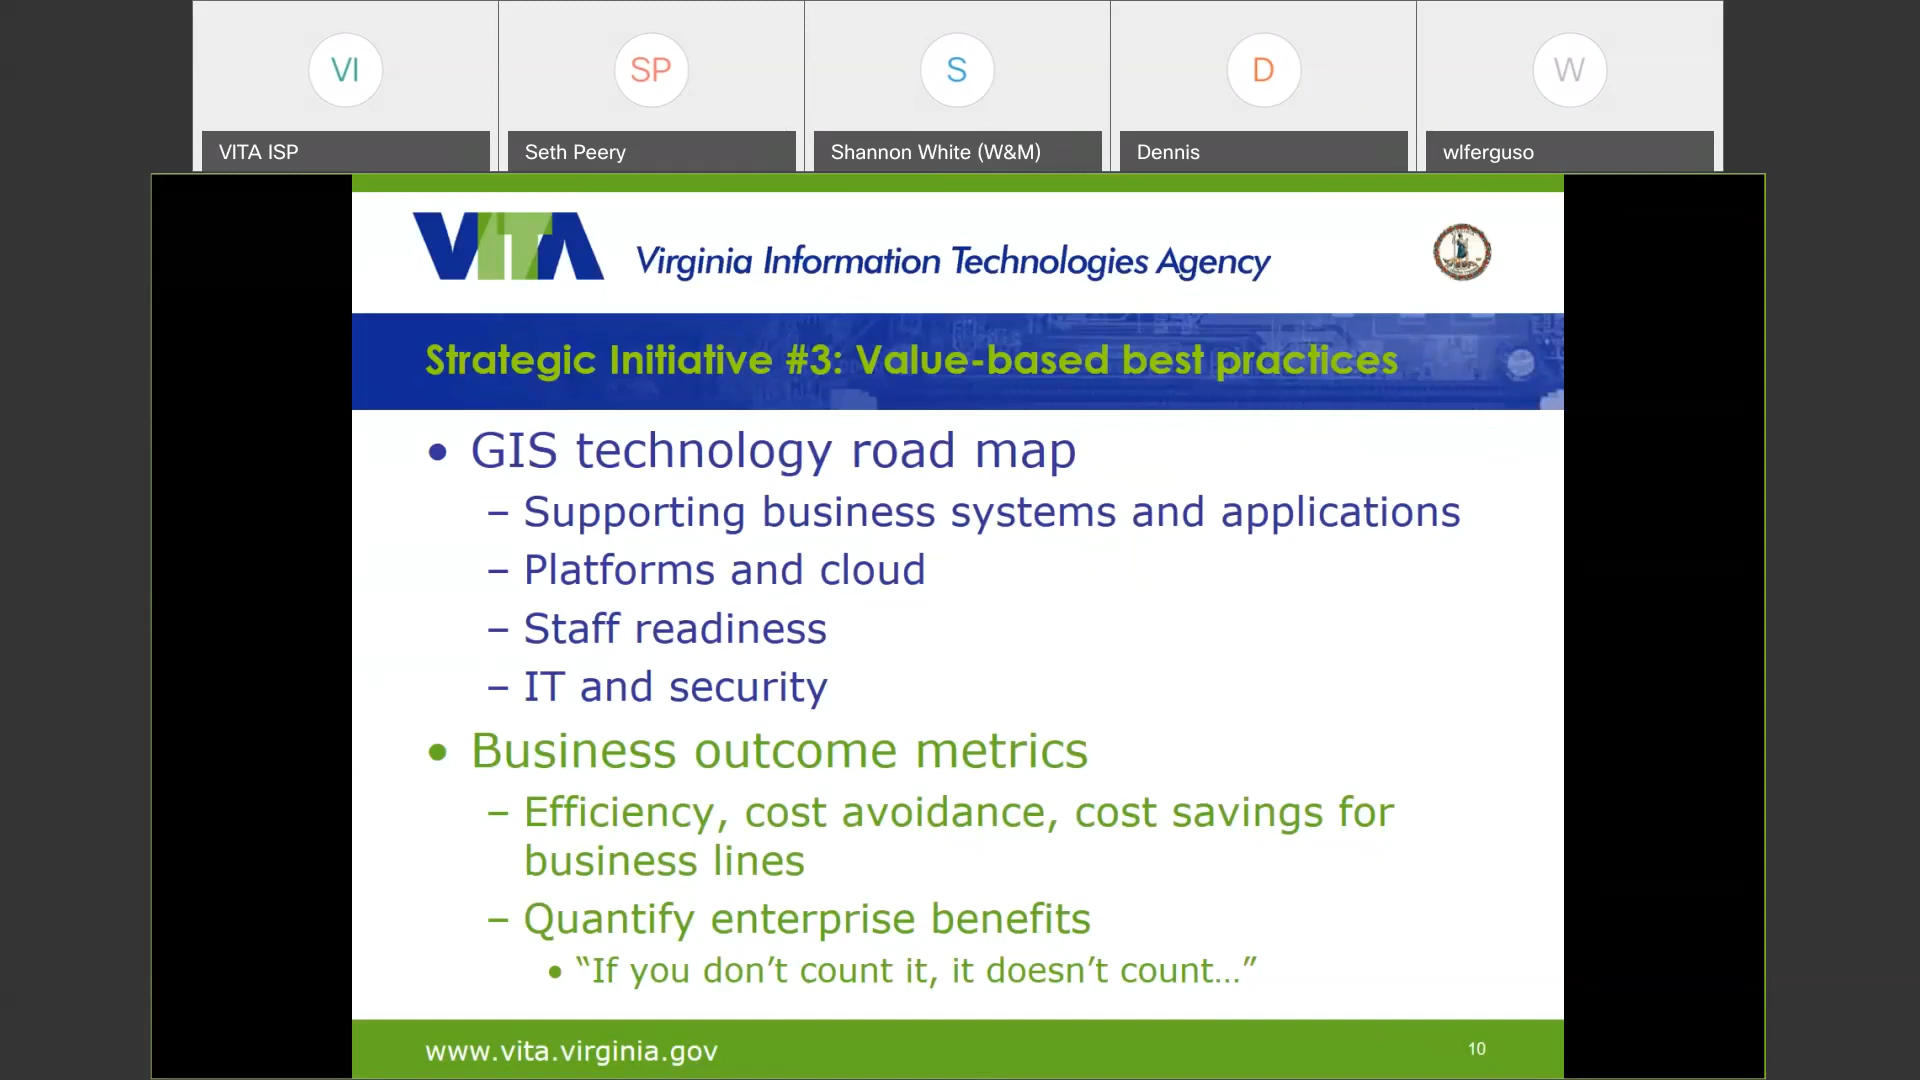 VI
SP
S
D
W
VITA ISP
Seth Peery
Shannon White (W&M)
Dennis
wlferguso
VITA
Virginia Information Technologies Agency
Strategic Initiative #3: Value-based best practices
• GIS technology road map
– Supporting business systems and applications
– Platforms and cloud
– Staff readiness
– IT and security
• Business outcome metrics
– Efficiency, cost avoidance, cost savings for
business lines
– Quantify enterprise benefits
• “If you don’t count it, it doesn’t count…”
www.vita.virginia.gov
10